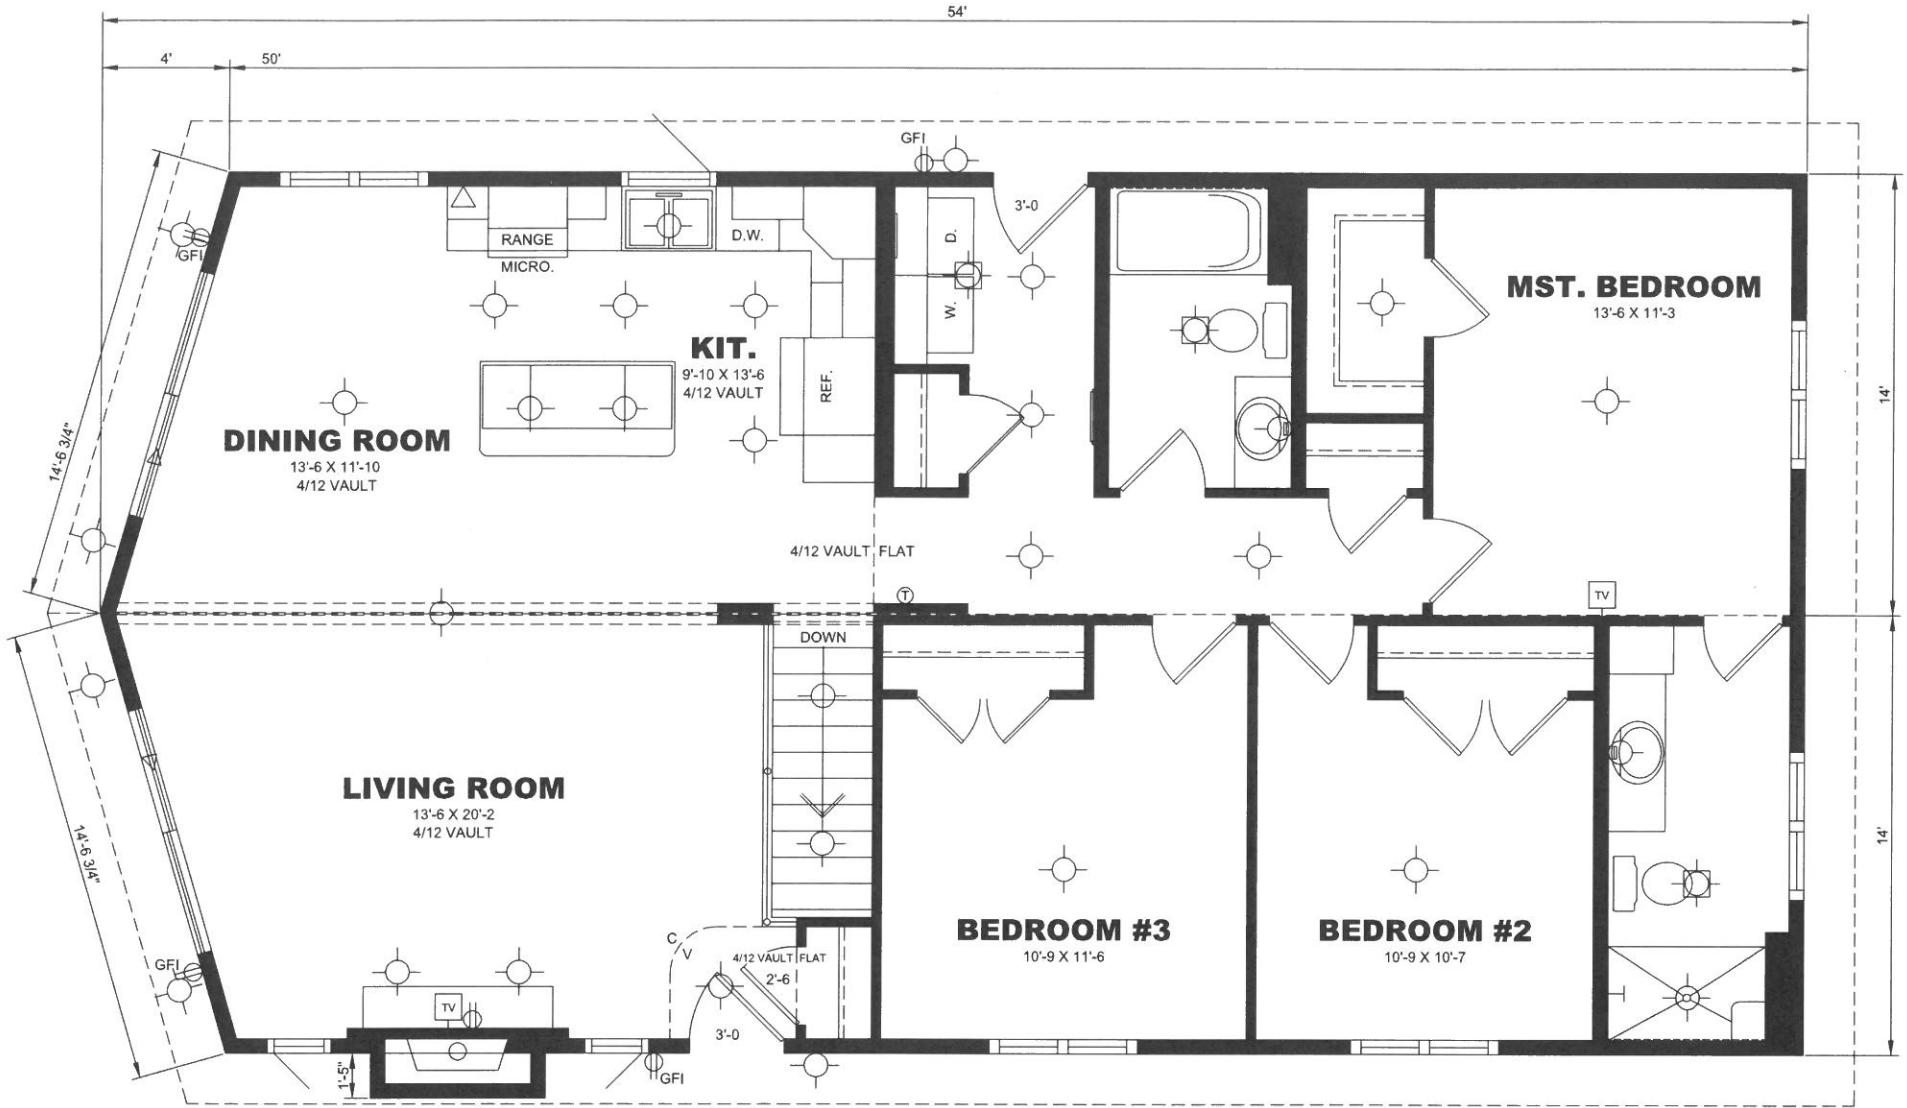 54'
4'
50'
GFI
3'-0
GFI
RANGE
MICRO.
D.W.
D.
W.
MST. BEDROOM
13'-6 X 11'-3
KIT.
9'-10 X 13'-6
4/12 VAULT
REF.
14'
14'-6 3/4"
DINING ROOM
13'-6 X 11'-10
4/12 VAULT
4/12 VAULT FLAT
T
TV
DOWN
LIVING ROOM
13'-6 X 20'-2
4/12 VAULT
14'-6 3/4"
14'
BEDROOM #3
10'-9 X 11'-6
BEDROOM #2
10'-9 X 10'-7
C
V
4/12 VAULT FLAT
2'-6
GFI
TV
3'-0
1'-5"
GFI